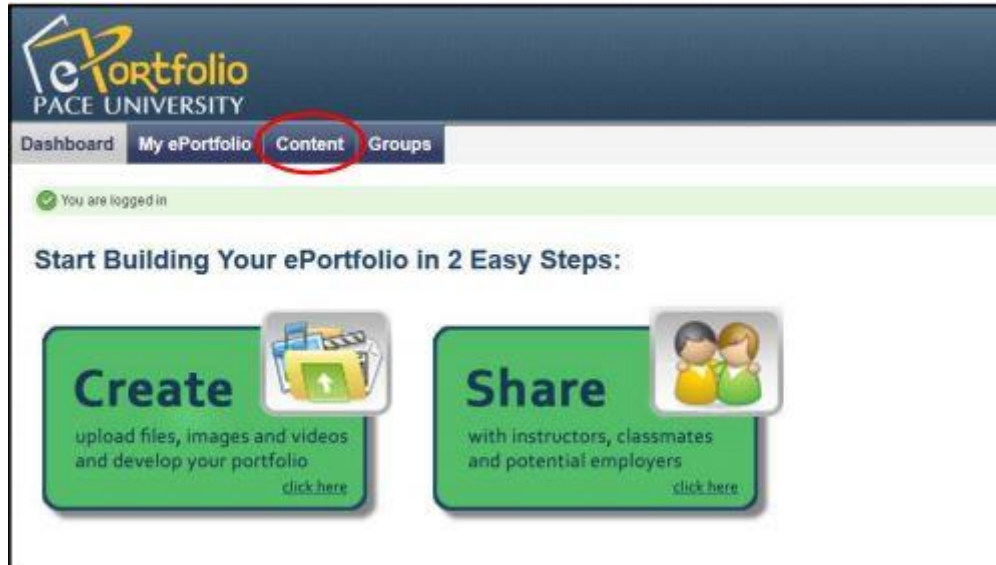 ePortfolio
PACE UNIVERSITY
Dashboard My ePortfolio Content Groups
You are logged in
Start Building Your ePortfolio in 2 Easy Steps:
Create
upload files, images and videos
and develop your portfolio
click here
Share
with instructors, classmates
and potential employers
click here